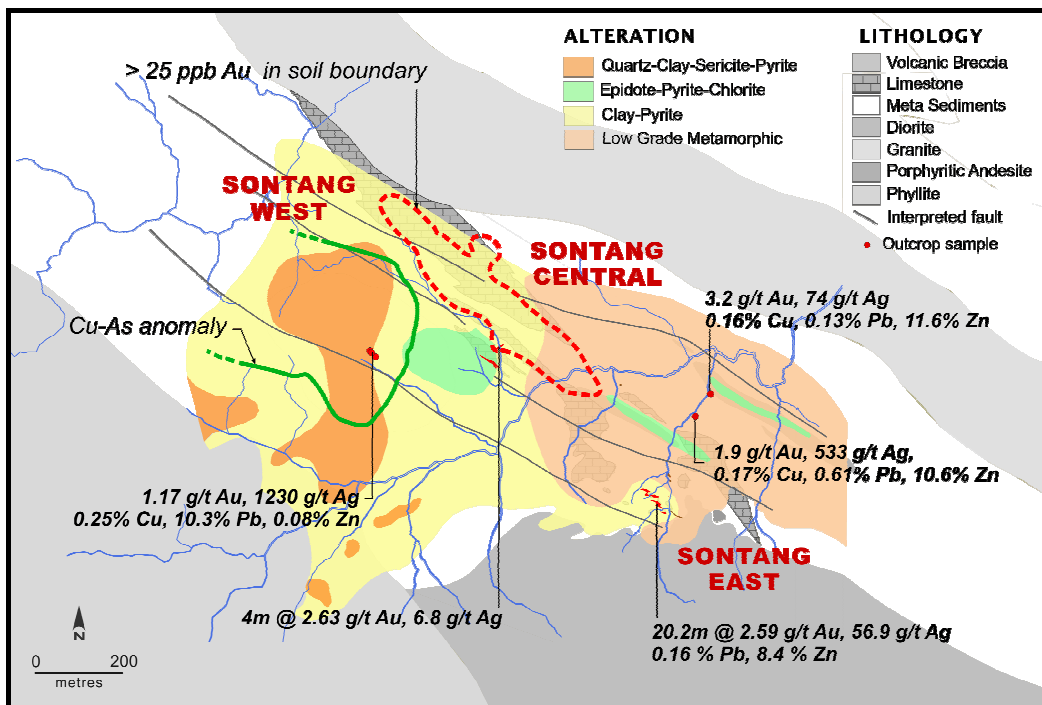 ALTERATION
Quartz-Clay-Sericite-Pyrite
Epidote-Pyrite-Chlorite
Clay-Pyrite
Low Grade Metamorphic
LITHOLOGY
Volcanic Breccia
Limestone
Meta Sediments
Diorite
Granite
Porphyritic Andesite
Phyllite
Interpreted fault
Outcrop sample
> 25 ppb Au in soil boundary
SONTANG
WEST
SONTANG
CENTRAL
3.2 g/t Au, 74 g/t Ag
0.16% Cu, 0.13% Pb, 11.6% Zn
Cu-As anomaly
1.9 g/t Au, 533 g/t Ag,
0.17% Cu, 0.61% Pb, 10.6% Zn
1.17 g/t Au, 1230 g/t Ag
0.25% Cu, 10.3% Pb, 0.08% Zn
SONTANG
EAST
4m @ 2.63 g/t Au, 6.8 g/t Ag
20.2m @ 2.59 g/t Au, 56.9 g/t Ag
0.16 % Pb, 8.4 % Zn
N
0 200
metres